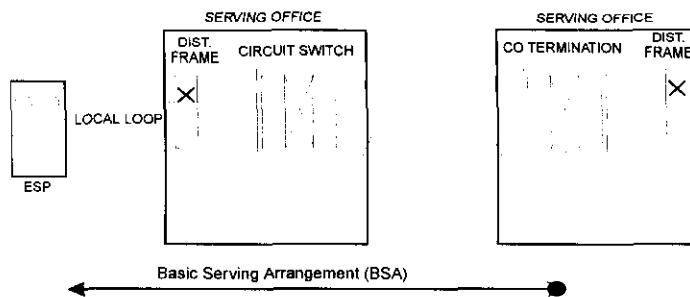 SERVING OFFICE
SERVING OFFICE
DIST. FRAME
CIRCUIT SWITCH
CO TERMINATION
DIST. FRAME
LOCAL LOOP
ESP
Basic Serving Arrangement (BSA)